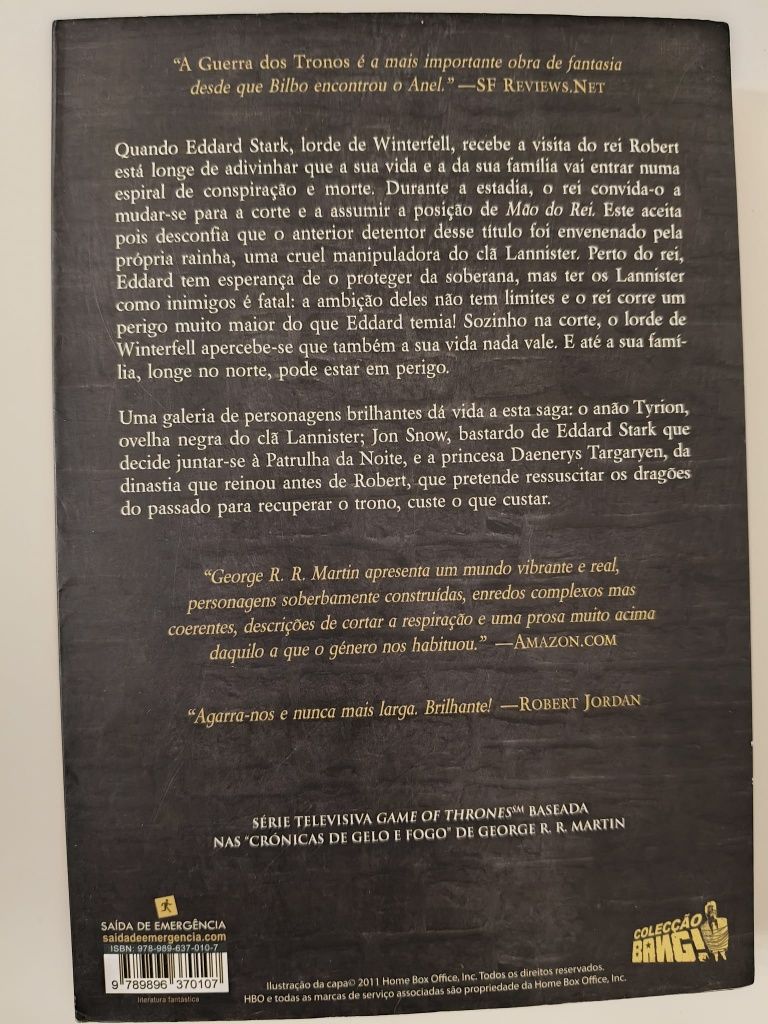 “A Guerra dos Tronos é a mais importante obra de fantasia
desde que Bilbo encontrou o Anel.” —SF Reviews.Net
Quando Eddard Stark, lorde de Winterfell, recebe a visita do rei Robert
está longe de adivinhar que a sua vida e a da sua família vai entrar numa
espiral de conspiração e morte. Durante a estadia, o rei convida-o a
mudar-se para a corte e a assumir a posição de Mão do Rei. Este aceita
pois desconfia que o anterior detentor desse título foi envenenado pela
própria rainha, uma cruel manipuladora do clã Lannister. Perto do rei,
Eddard tem esperança de o proteger da soberana, mas ter os Lannister
como inimigos é fatal: a ambição deles não tem limites e o rei corre um
perigo muito maior do que Eddard temia! Sozinho na corte, o lorde de
Winterfell apercebe-se que também a sua vida nada vale. E até a sua famí-
lia, longe no norte, pode estar em perigo.
Uma galeria de personagens brilhantes dá vida a esta saga: o anão Tyrion,
ovelha negra do clã Lannister; Jon Snow, bastardo de Eddard Stark que
decide juntar-se à Patrulha da Noite, e a princesa Daenerys Targaryen, da
dinastia que reinou antes de Robert, que pretende ressuscitar os dragões
do passado para recuperar o trono, custe o que custar.
“George R. R. Martin apresenta um mundo vibrante e real,
personagens soberbamente construídas, enredos complexos mas
coerentes, descrições de cortar a respiração e uma prosa muito acima
daquilo a que o género nos habituou.” —Amazon.com
“Agarra-nos e nunca mais larga. Brilhante! —Robert Jordan
SÉRIE TELEVISIVA GAME OF THRONES℠ BASEADA
NAS “CRÓNICAS DE GELO E FOGO” DE GEORGE R. R. MARTIN
SAÍDA DE EMERGÊNCIA
saidadeemergencia.com
ISBN: 978-989-637-010-7
9 789896 370107
literatura fantástica
Ilustração da capa© 2011 Home Box Office, Inc. Todos os direitos reservados.
HBO e todas as marcas de serviço associadas são propriedade da Home Box Office, Inc.
COLECÇÃO
BANG!